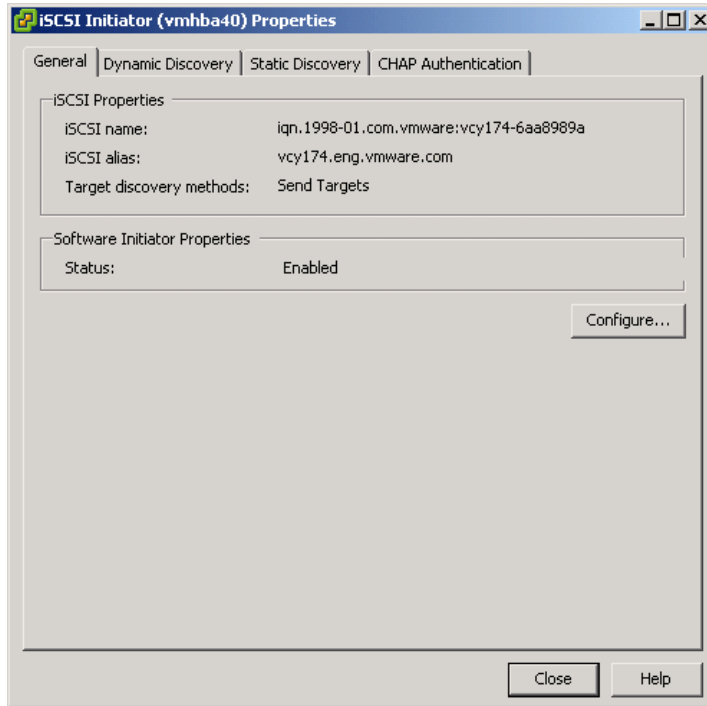 iSCSI Initiator (vmhba40) Properties
General Dynamic Discovery Static Discovery CHAP Authentication
iSCSI Properties
iSCSI name: iqn.1998-01.com.vmware:vcy174-6aa8989a
iSCSI alias: vcy174.eng.vmware.com
Target discovery methods: Send Targets
Software Initiator Properties
Status: Enabled
Configure...
Close Help